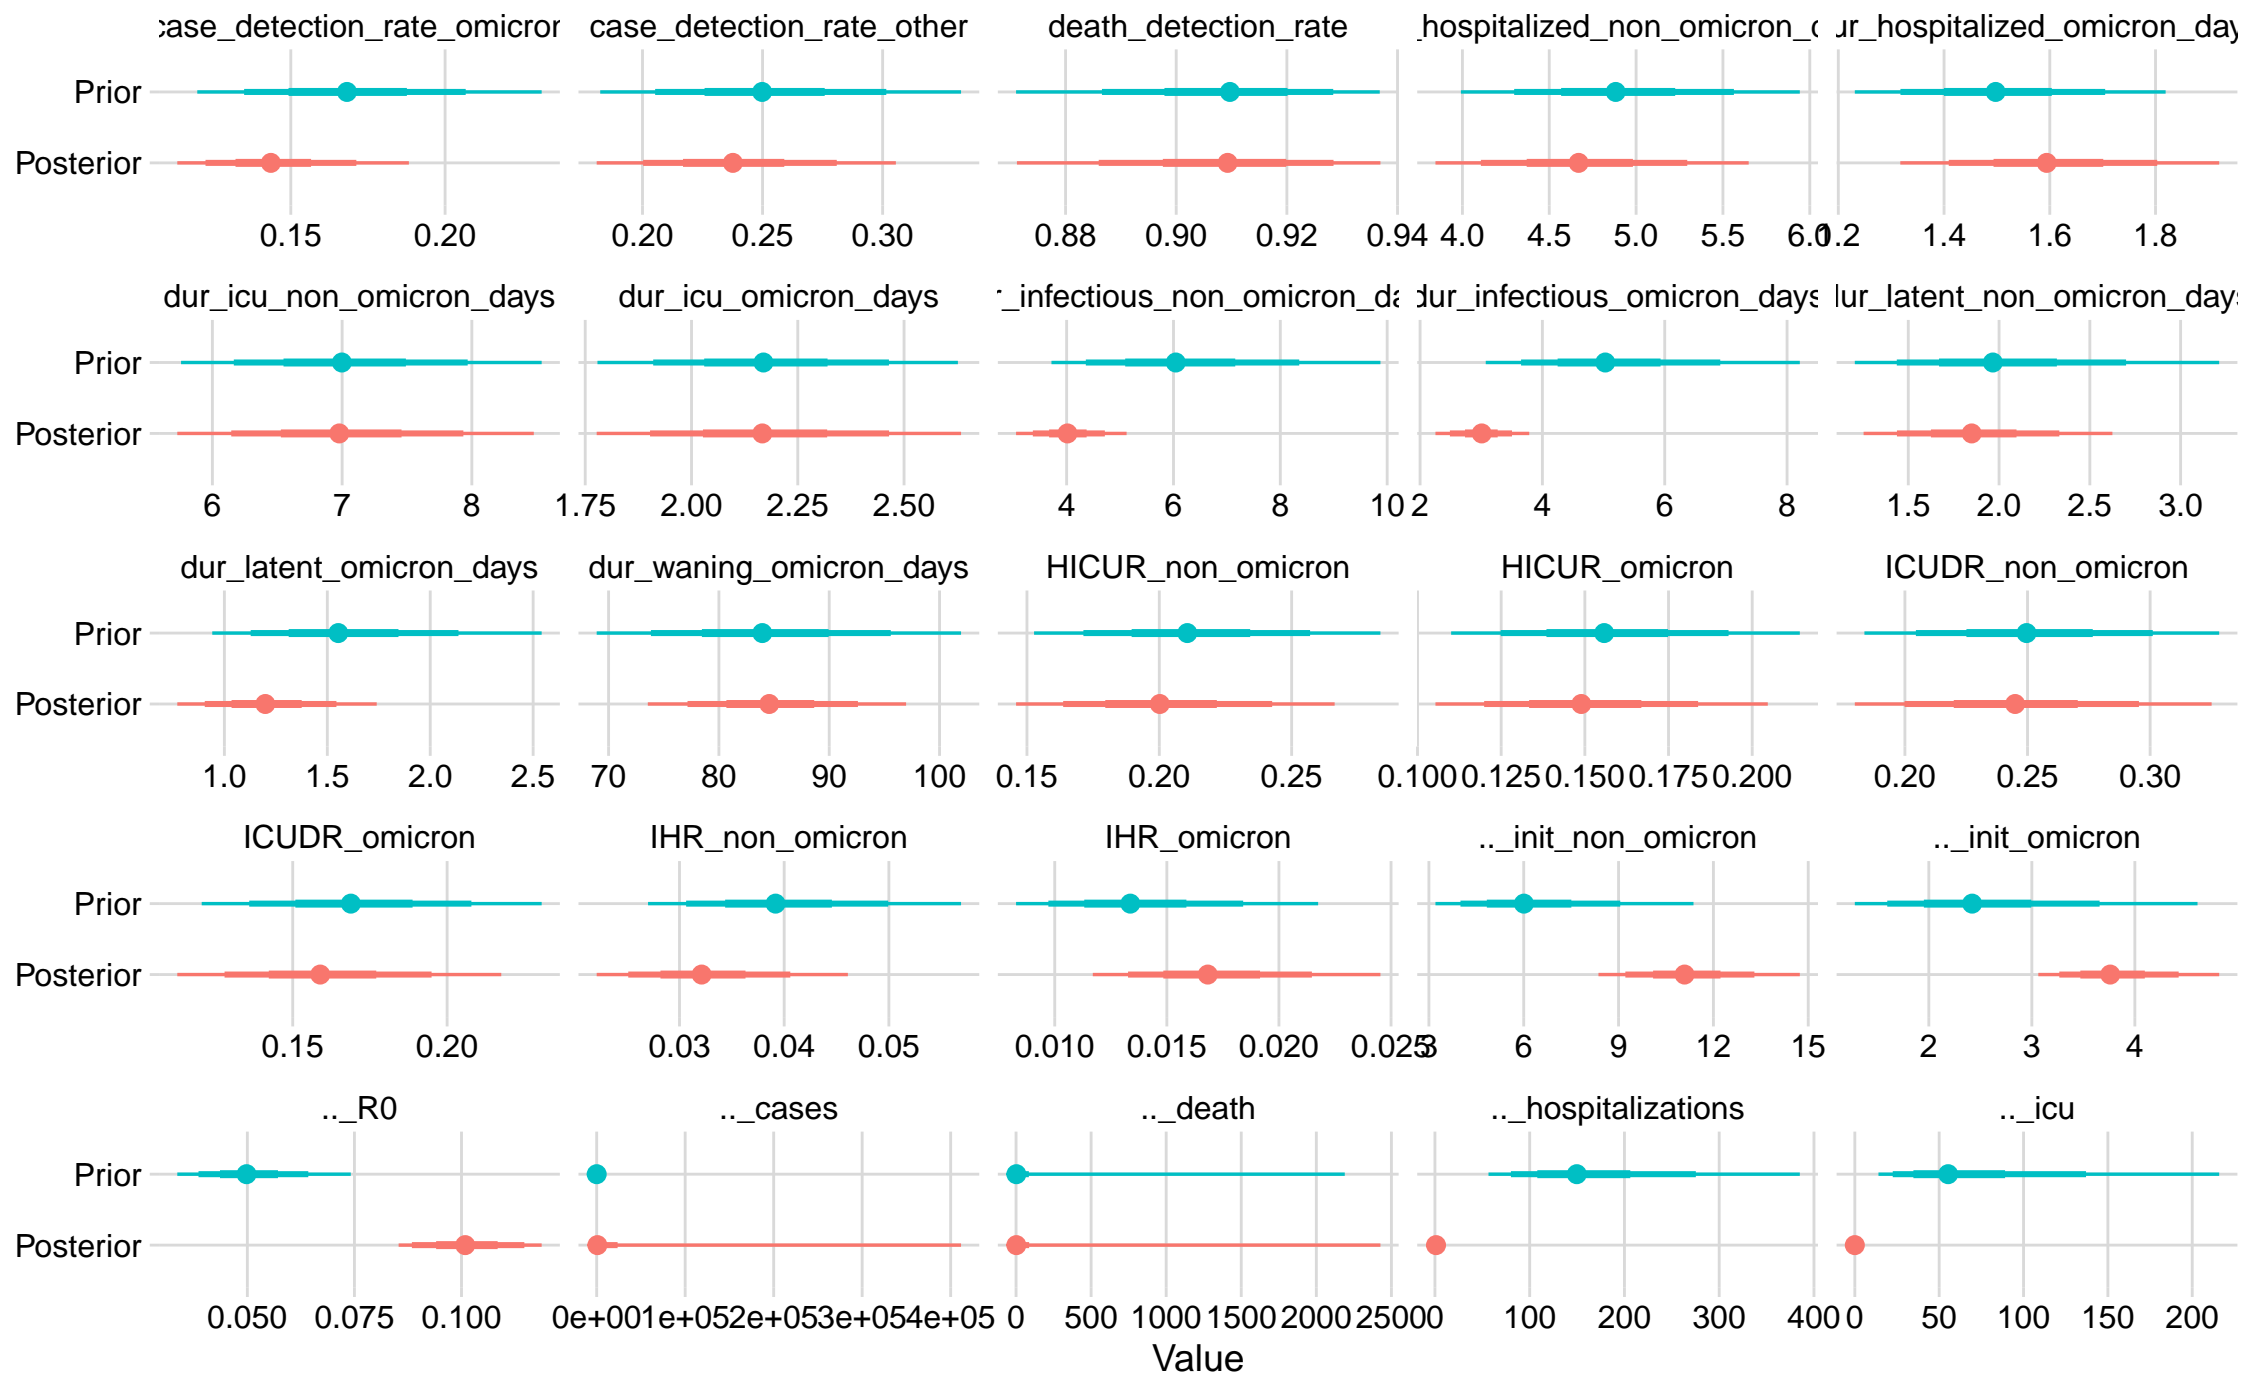 case_detection_rate_omicron case_detection_rate_other death_detection_rate _hospitalized_non_omicron_d ur_hospitalized_omicron_day
Prior
Posterior
0.15 0.20 0.20 0.25 0.30 0.88 0.90 0.92 0.94 4.0 4.5 5.0 5.5 6.0 1.2 1.4 1.6 1.8
dur_icu_non_omicron_days dur_icu_omicron_days r_infectious_non_omicron_da dur_infectious_omicron_days dur_latent_non_omicron_days
Prior
Posterior
6 7 8 1.75 2.00 2.25 2.50 4 6 8 10 2 4 6 8 1.5 2.0 2.5 3.0
dur_latent_omicron_days dur_waning_omicron_days HICUR_non_omicron HICUR_omicron ICUDR_non_omicron
Prior
Posterior
1.0 1.5 2.0 2.5 70 80 90 100 0.15 0.20 0.25 0.100 0.125 0.150 0.175 0.200 0.20 0.25 0.30
ICUDR_omicron IHR_non_omicron IHR_omicron .._init_non_omicron .._init_omicron
Prior
Posterior
0.15 0.20 0.03 0.04 0.05 0.010 0.015 0.020 0.025 3 6 9 12 15 2 3 4
.._R0 .._cases .._death .._hospitalizations .._icu
Prior
Posterior
0.050 0.075 0.100 0e+00 1e+05 2e+05 3e+05 4e+05 0 500 1000 1500 2000 2500 0 100 200 300 400 0 50 100 150 200
Value